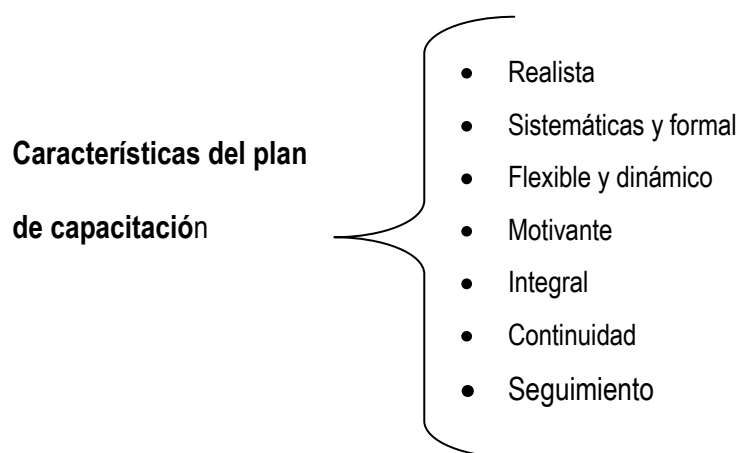 Características del plan
de capacitación
• Realista
• Sistemáticas y formal
• Flexible y dinámico
• Motivante
• Integral
• Continuidad
• Seguimiento